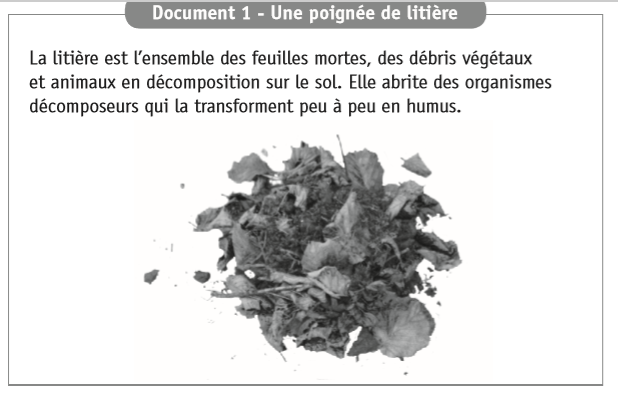 Document 1 - Une poignée de litière
La litière est l'ensemble des feuilles mortes, des débris végétaux
et animaux en décomposition sur le sol. Elle abrite des organismes
décomposeurs qui la transforment peu à peu en humus.